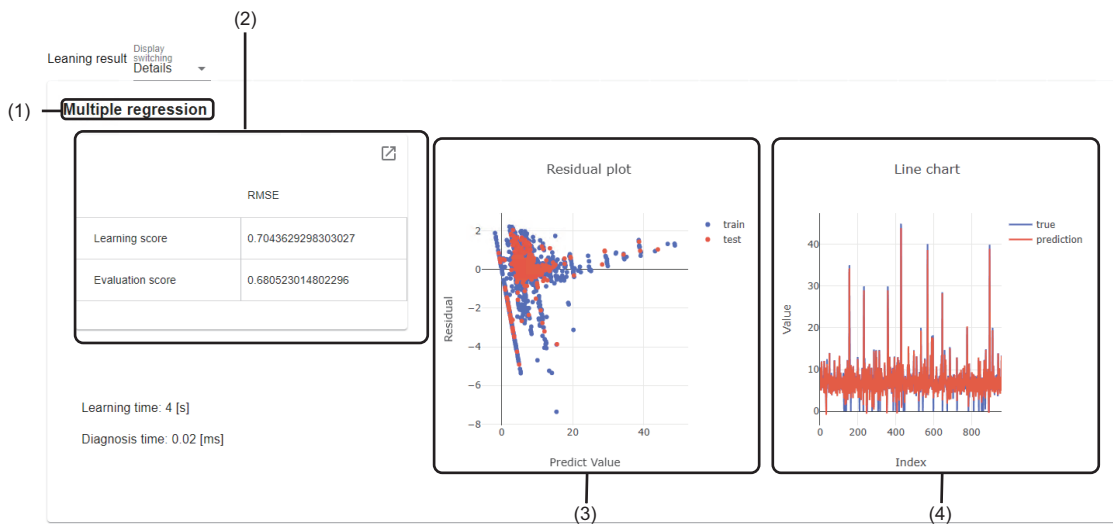 (2)
Display
switching
Leaning result Details
(1) Multiple regression
RMSE
Learning score 0.7043629298303027
Evaluation score 0.680523014802296
Learning time: 4 [s]
Diagnosis time: 0.02 [ms]
Residual plot
train
test
2
0
−2
−4
−6
−8
Residual
0 20 40
Predict Value
(3)
Line chart
true
prediction
40
30
20
10
0
Value
0 200 400 600 800
Index
(4)